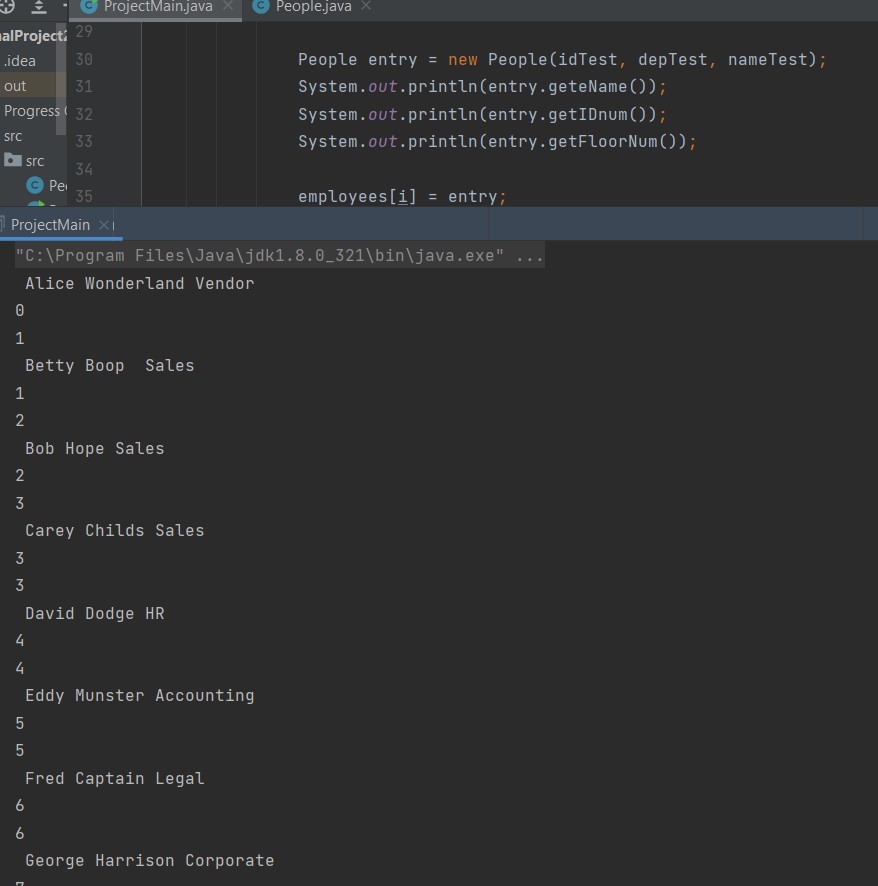 ProjectMain.java × People.java ×
alProject2
.idea
out
Progress
src
src
Pe
29
30 People entry = new People(idTest, depTest, nameTest);
31 System.out.println(entry.geteName());
32 System.out.println(entry.getIDnum());
33 System.out.println(entry.getFloorNum());
34
35 employees[i] = entry;
ProjectMain ×
"C:\Program Files\Java\jdk1.8.0_321\bin\java.exe" ...
Alice Wonderland Vendor
0
1
Betty Boop  Sales
1
2
Bob Hope Sales
2
3
Carey Childs Sales
3
3
David Dodge HR
4
4
Eddy Munster Accounting
5
5
Fred Captain Legal
6
6
George Harrison Corporate